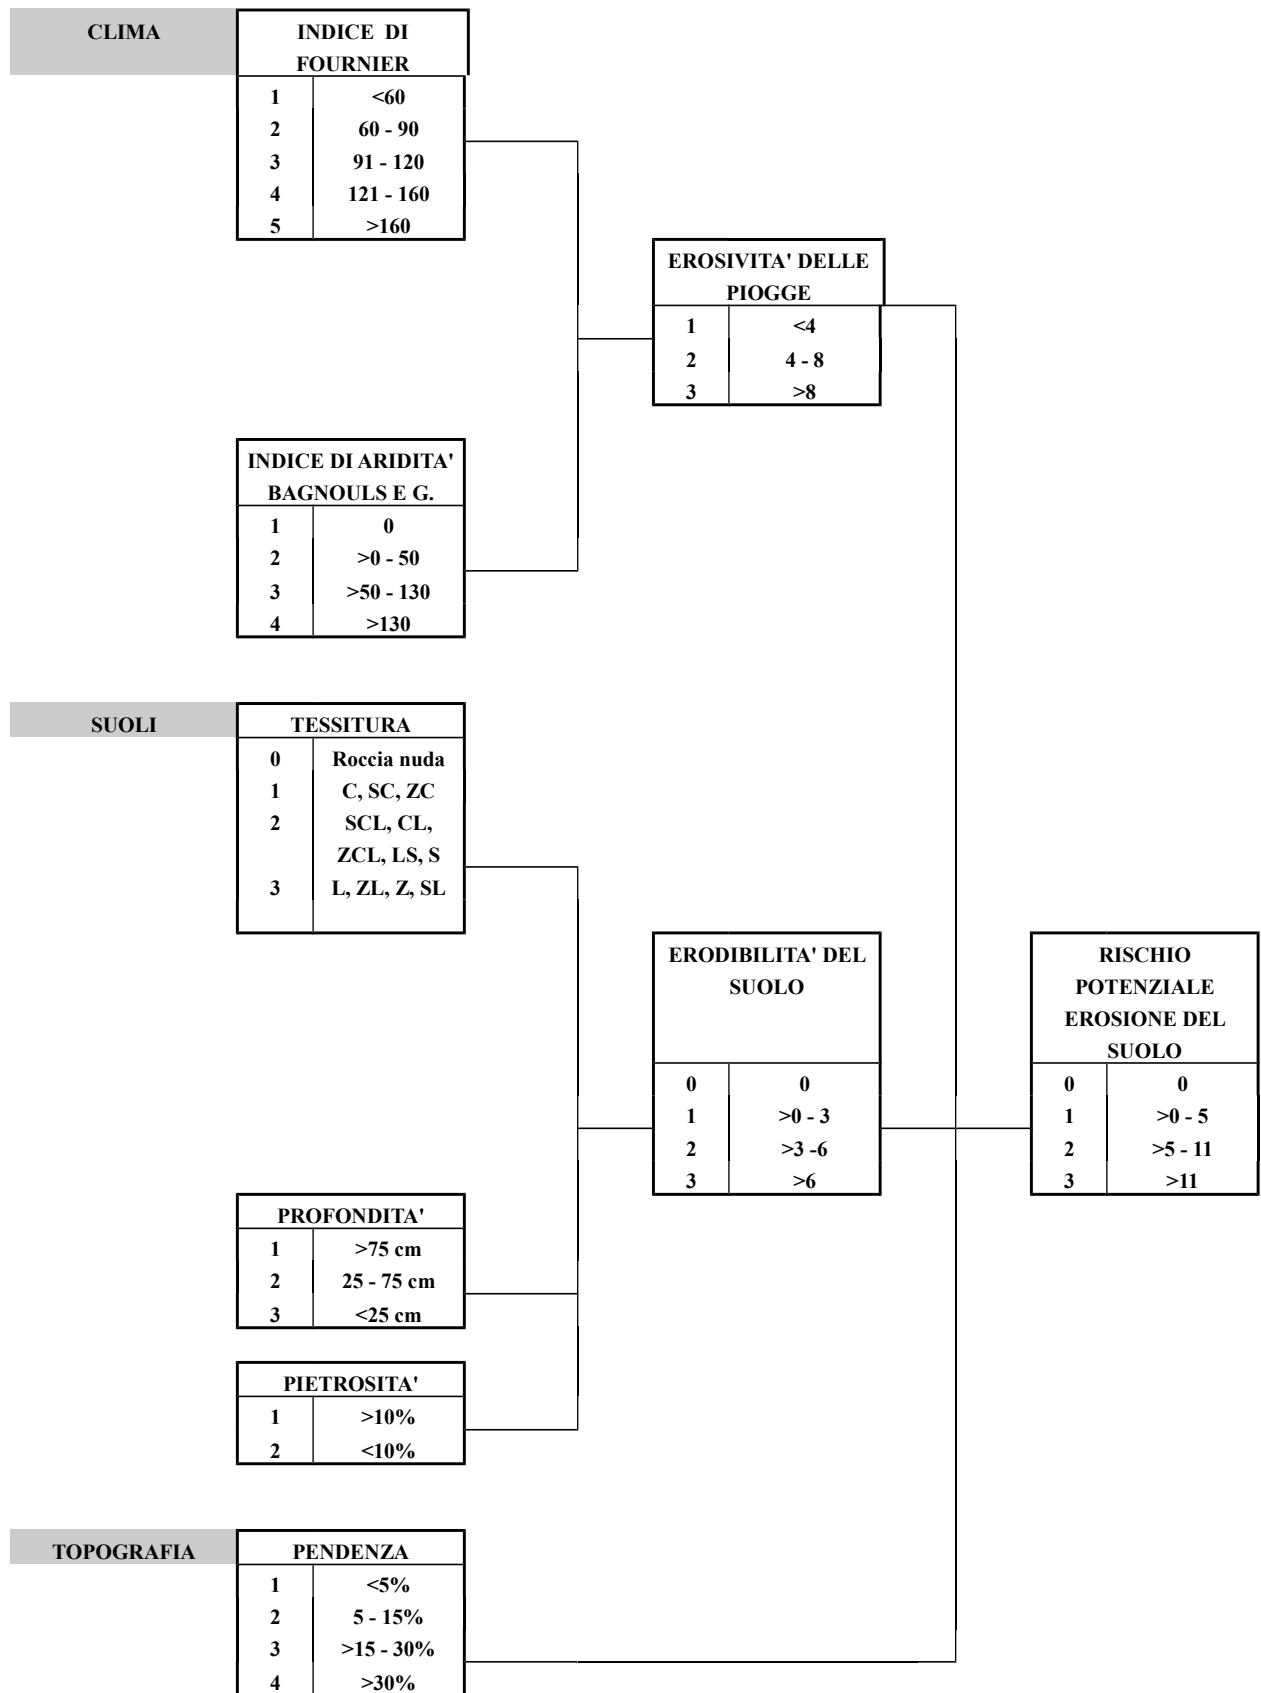 CLIMA
INDICE DI
FOURNIER
1 <60
2 60 - 90
3 91 - 120
4 121 - 160
5 >160
EROSIVITA' DELLE
PIOGGE
1 <4
2 4 - 8
3 >8
INDICE DI ARIDITA'
BAGNOULS E G.
1 0
2 >0 - 50
3 >50 - 130
4 >130
SUOLI
TESSITURA
0 Roccia nuda
1 C, SC, ZC
2 SCL, CL,
ZCL, LS, S
3 L, ZL, Z, SL
ERODIBILITA' DEL
SUOLO
0 0
1 >0 - 3
2 >3 -6
3 >6
RISCHIO
POTENZIALE
EROSIONE DEL
SUOLO
0 0
1 >0 - 5
2 >5 - 11
3 >11
PROFONDITA'
1 >75 cm
2 25 - 75 cm
3 <25 cm
PIETROSITA'
1 >10%
2 <10%
TOPOGRAFIA
PENDENZA
1 <5%
2 5 - 15%
3 >15 - 30%
4 >30%